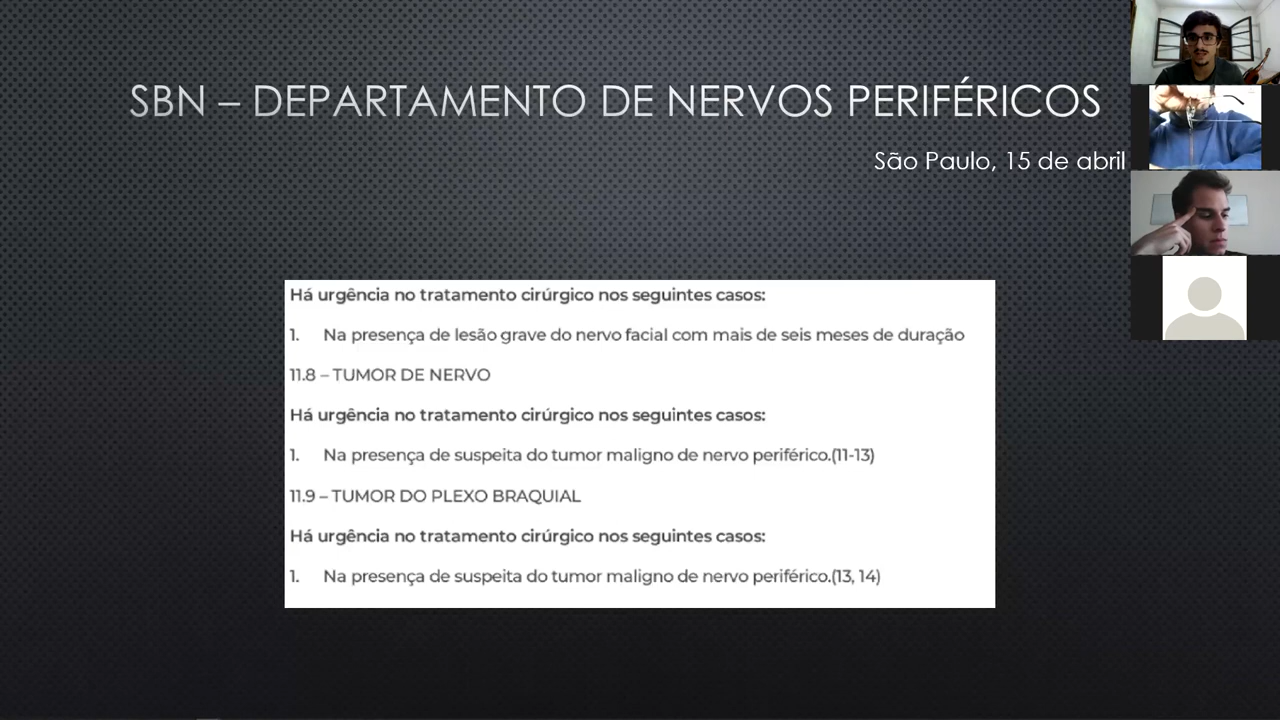 SBN – DEPARTAMENTO DE NERVOS PERIFÉRICOS
São Paulo, 15 de abril
Há urgência no tratamento cirúrgico nos seguintes casos:
1. Na presença de lesão grave do nervo facial com mais de seis meses de duração
11.8 – TUMOR DE NERVO
Há urgência no tratamento cirúrgico nos seguintes casos:
1. Na presença de suspeita do tumor maligno de nervo periférico.(11-13)
11.9 – TUMOR DO PLEXO BRAQUIAL
Há urgência no tratamento cirúrgico nos seguintes casos:
1. Na presença de suspeita do tumor maligno de nervo periférico.(13, 14)